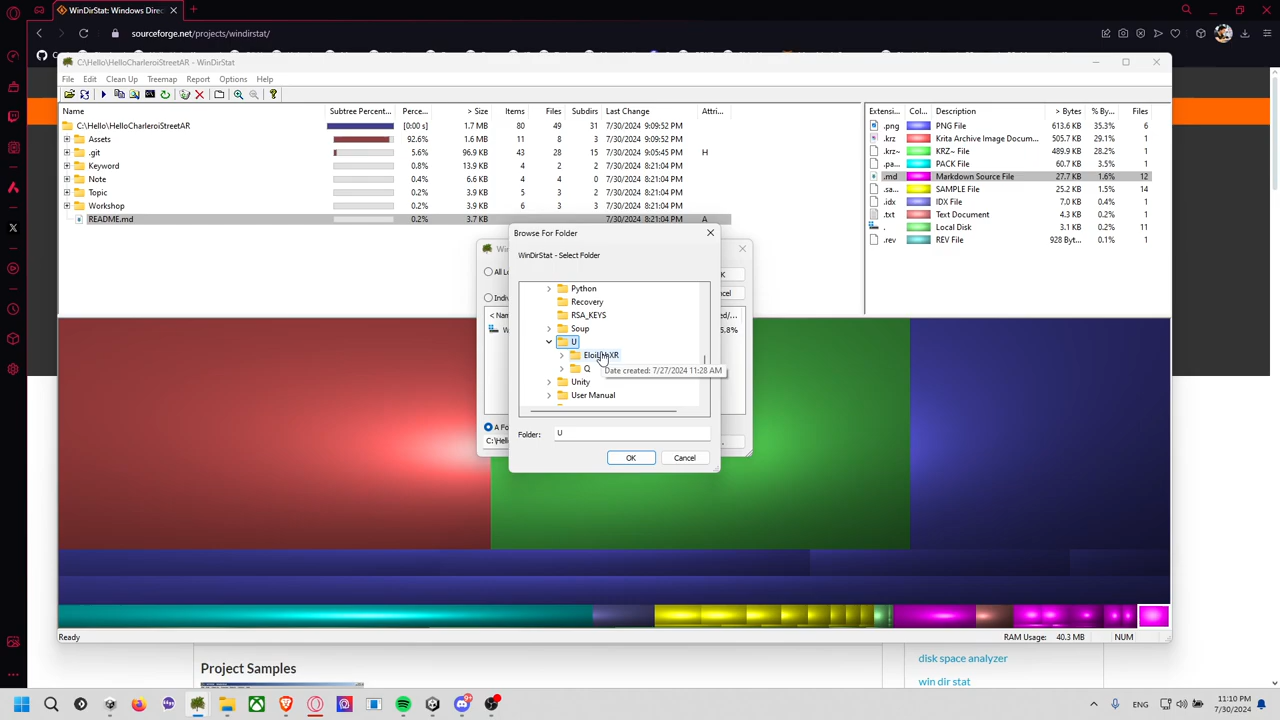 WinDirStat: Windows Direct
sourceforge.net/projects/windirstat/
C:\Hello\HelloCharleroiStreetAR - WinDirStat
File Edit Clean Up Treemap Report Options Help
Name Subtree Percent... Perce... > Size Items Files Subdirs Last Change Attri...
C:\Hello\HelloCharleroiStreetAR [0:00 s] 1.7 MB 80 49 31 7/30/2024 9:09:52 PM
Assets 92.6% 1.6 MB 11 8 3 7/30/2024 9:09:52 PM
.git 5.6% 96.9 KB 43 28 7/30/2024 9:05:45 PM H
Keyword 0.8% 13.9 KB 4 2 2 7/30/2024 8:21:04 PM
Note 0.4% 6.6 KB 4 4 0 7/30/2024 8:21:04 PM
Topic 0.2% 3.9 KB 5 3 2 7/30/2024 8:21:04 PM
Workshop 0.2% 3.9 KB 6 3 3 7/30/2024 8:21:04 PM
README.md 0.2% 3.7 KB 7/30/2024 8:21:04 PM A
Extensi... Col... Description > Bytes % By... Files
.png PNG File 613.6 KB 35.3% 6
.krz Krita Archive Image Docum... 509.4 KB 1
.krz~ KRZ~ File 489.9 KB 28.2% 1
.pa... PACK File 60.7 KB 3.5% 1
.md Markdown Source File 27.7 KB 1.6% 12
.sa... SAMPLE File 25.2 KB 1.5% 14
.idx IDX File 7.0 KB 0.4% 1
.txt Text Document 3.7 KB 0.2% 1
. Local Disk 3.1 KB 0.2% 11
.rev REV File 928 Byt... 0.1% 1
Browse For Folder
WinDirStat - Select Folder
Python
Recovery
RSA_KEYS
Soup
U
Q
Date created: 7/27/2024 11:28 AM
Unity
User Manual
Folder: U
OK Cancel
All Lo
Indiv
< Nam ed/...
W 5.8%
A Fo
C:\Hell
Ready RAM Usage: 40.3 MB NUM
Project Samples
disk space analyzer
win dir stat
ENG 11:10 PM
7/30/2024